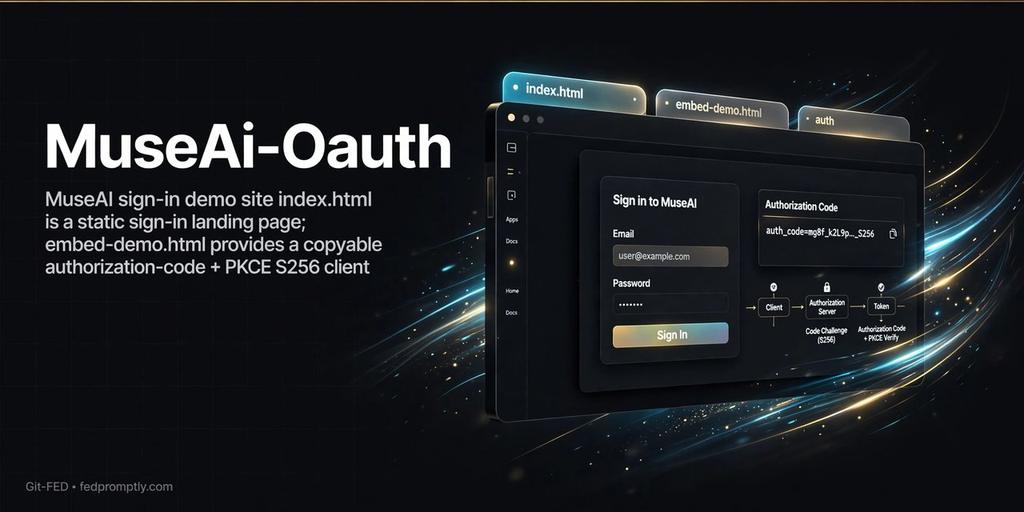 MuseAi-Oauth
MuseAI sign-in demo site index.html
is a static sign-in landing page;
embed-demo.html provides a copyable
authorization-code + PKCE S256 client
Git-FED • fedpromptly.com
index.html
embed-demo.html
auth
Apps
Docs
Home
Docs
Sign in to MuseAI
Email
user@example.com
Password
Sign In
Authorization Code
auth_code=mg8f_k2L9p..._S256
Client
Authorization
Server
Token
Code Challenge
(S256)
Authorization Code
+ PKCE Verify